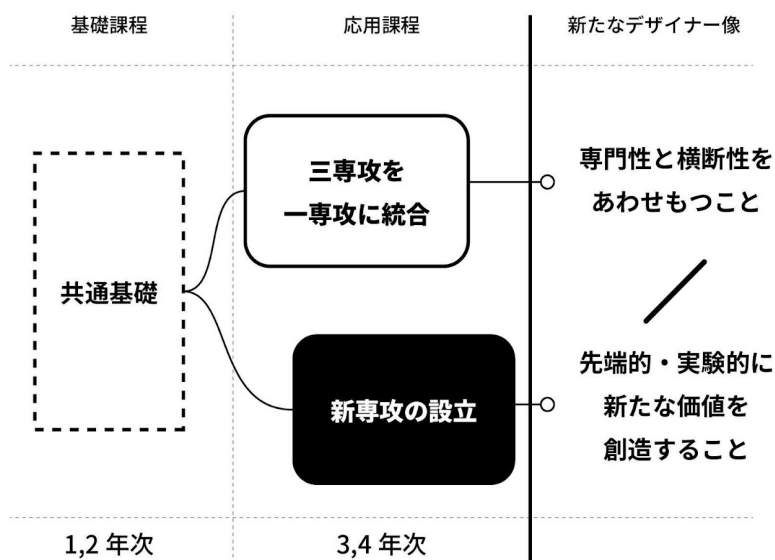 基礎課程
応用課程
新たなデザイナー像
共通基礎
三専攻を
一専攻に統合
新専攻の設立
専門性と横断性を
あわせもつこと
先端的・実験的に
新たな価値を
創造すること
1,2 年次
3,4 年次